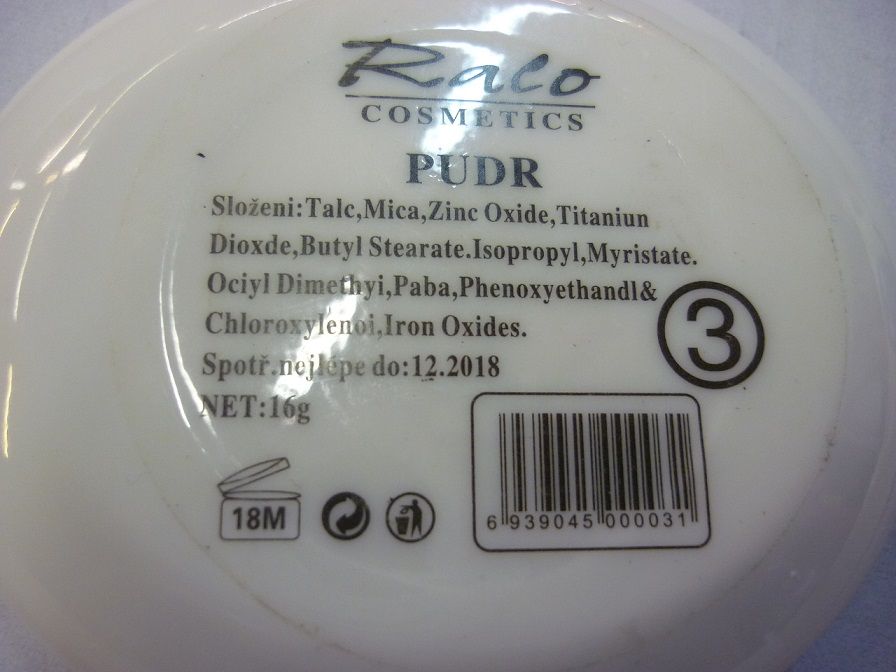 Ralo
COSMETICS
PUDR
Složeni:Talc,Mica,Zinc Oxide,Titaniun
Dioxde,Butyl Stearate.Isopropyl,Myristate.
Ociyl Dimethyi,Paba,Phenoxyethandl&
Chloroxylenoi,Iron Oxides.
Spotř.nejlépe do:12.2018
NET:16g
3
18M
6 939045 000031